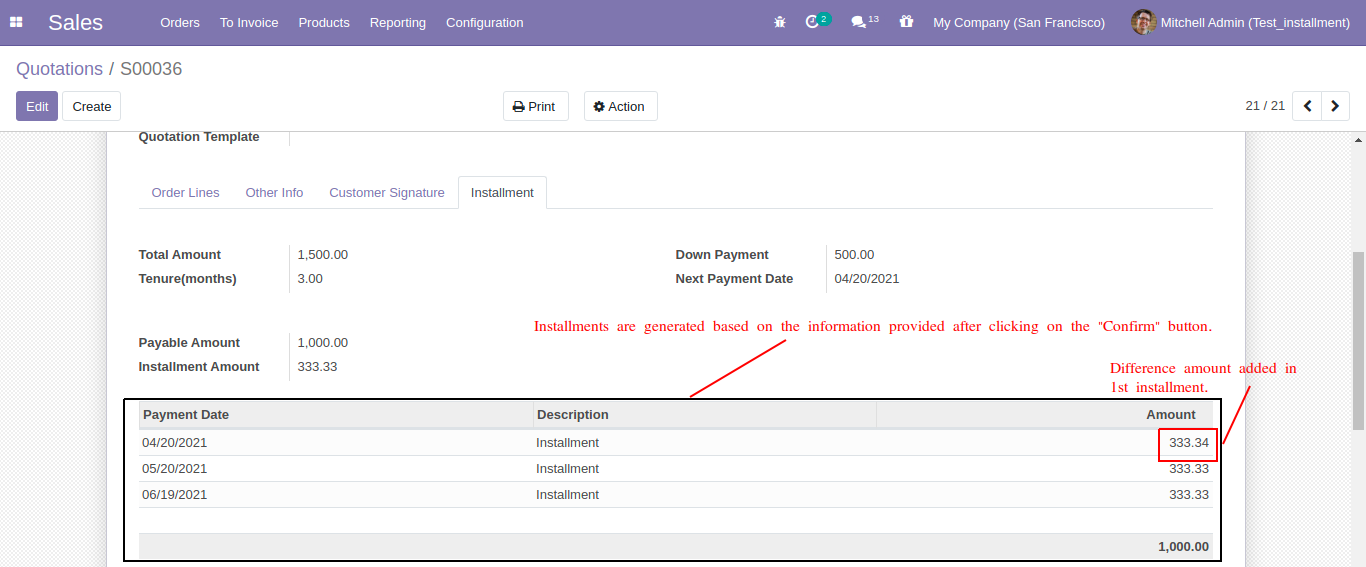 Sales Orders To Invoice Products Reporting Configuration 2 13 My Company (San Francisco) Mitchell Admin (Test_installment)
Quotations / S00036
Edit Create Print Action 21 / 21
Quotation Template
Order Lines Other Info Customer Signature Installment
Total Amount 1,500.00 Down Payment 500.00
Tenure(months) 3.00 Next Payment Date 04/20/2021
Installments are generated based on the information provided after clicking on the "Confirm" button.
Payable Amount 1,000.00
Installment Amount 333.33
Difference amount added in
1st installment.
Payment Date Description Amount
04/20/2021 Installment 333.34
05/20/2021 Installment 333.33
06/19/2021 Installment 333.33
1,000.00